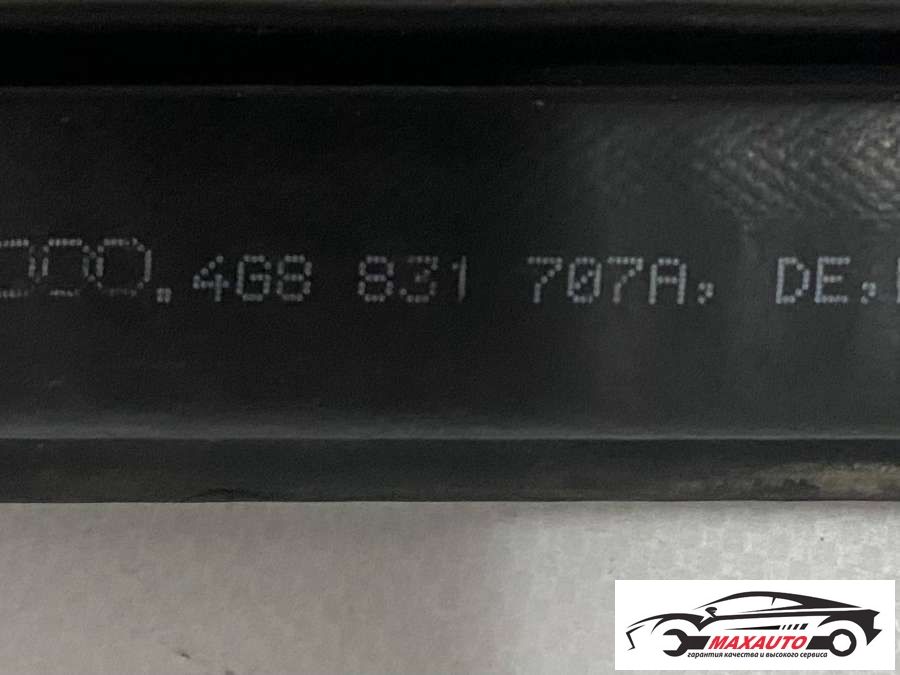 4G8 831 707A, DE,
MAXAUTO
гарантия качества и высокого сервиса